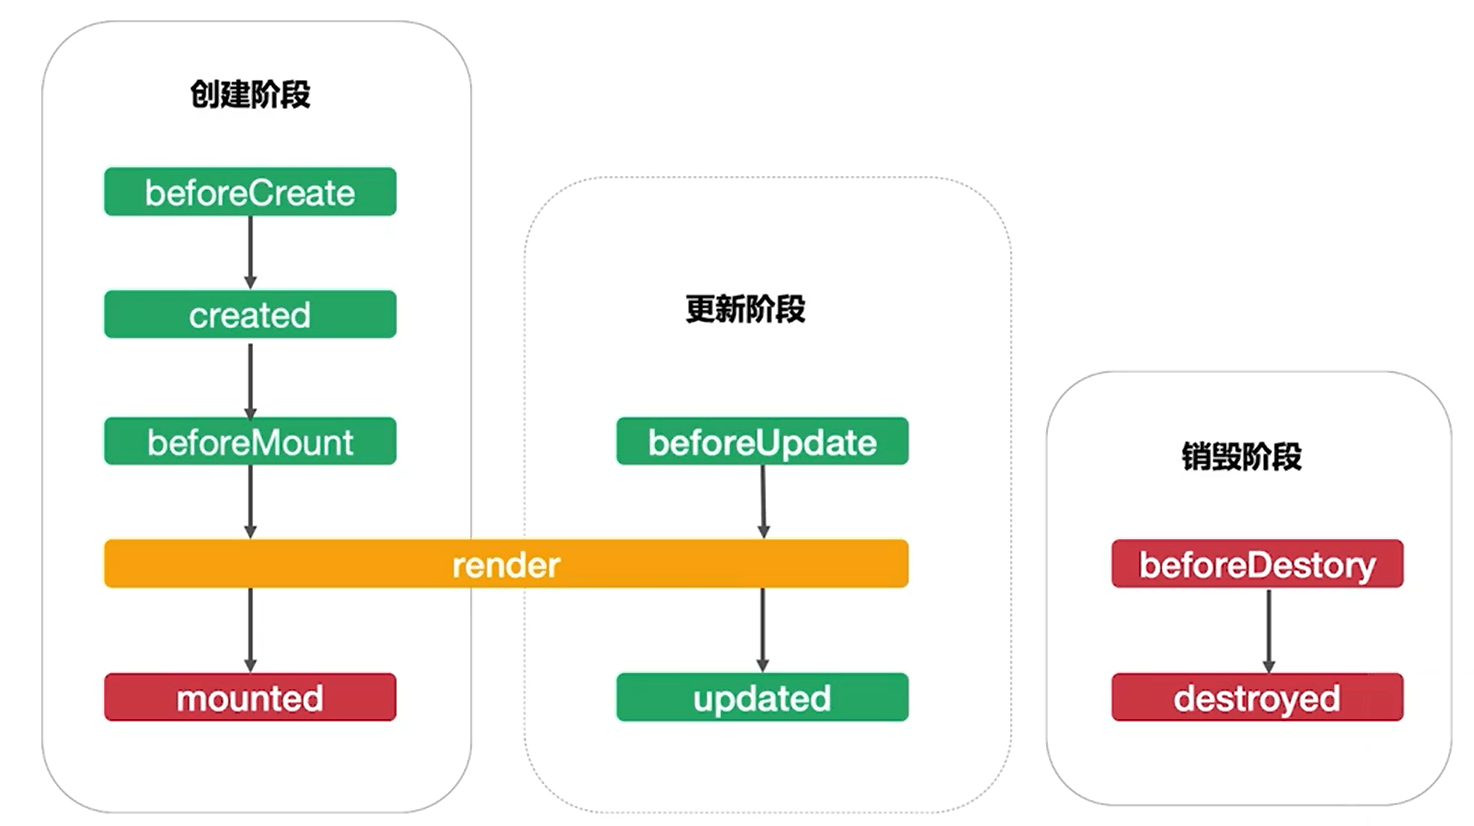 创建阶段
beforeCreate
created
beforeMount
render
mounted
更新阶段
beforeUpdate
updated
销毁阶段
beforeDestory
destroyed